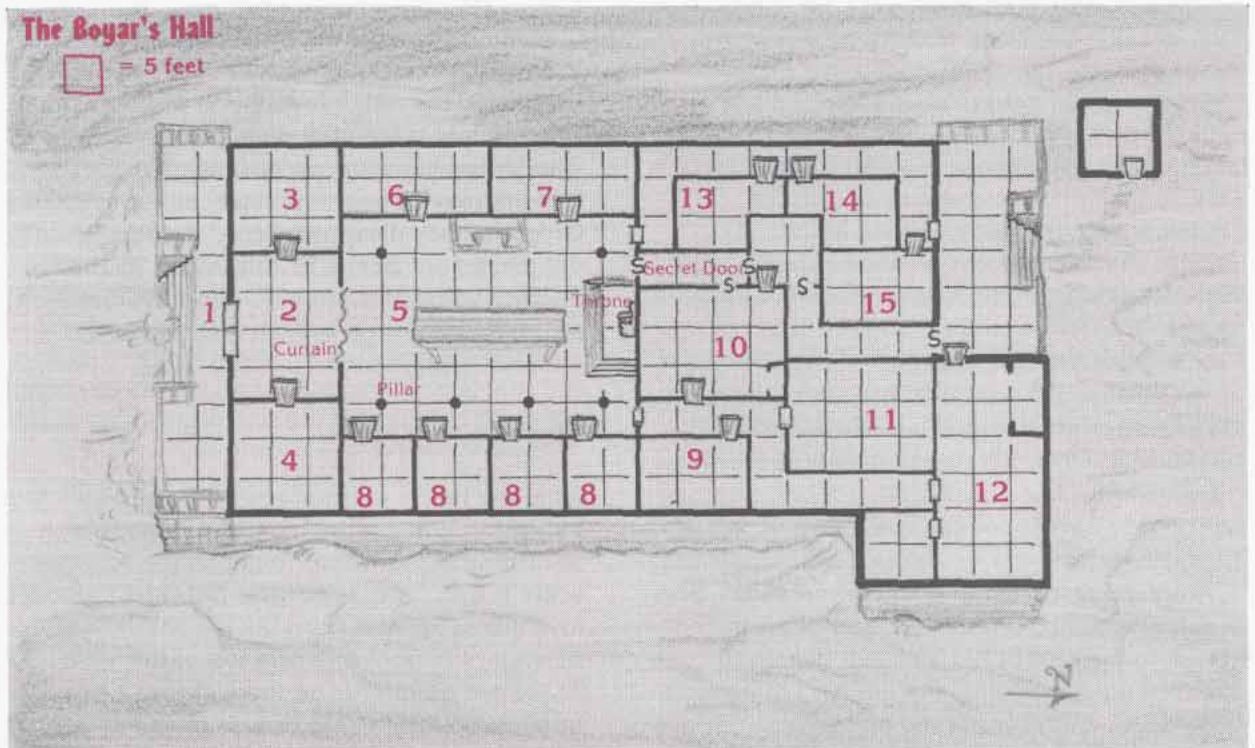 The Boyar's Hall
= 5 feet
3
6
7
13
14
S
Secret Door
S
S
S
1
2
5
Throne
15
Curtain
10
S
Pillar
11
4
9
12
8
8
8
8
N